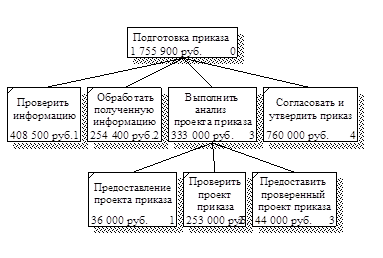 Подготовка приказа
1 755 900 руб. 0
Проверить
информацию
408 500 руб.1
Обработать
полученную
информацию
254 400 руб.2
Выполнить
анализ
проекта приказа
333 000 руб. 3
Согласовать и
утвердить приказ
760 000 руб. 4
Предоставление
проекта приказа
36 000 руб. 1
Проверить
проект
приказа
253 000 руб.2
Предоставить
проверенный
проект приказа
44 000 руб. 3